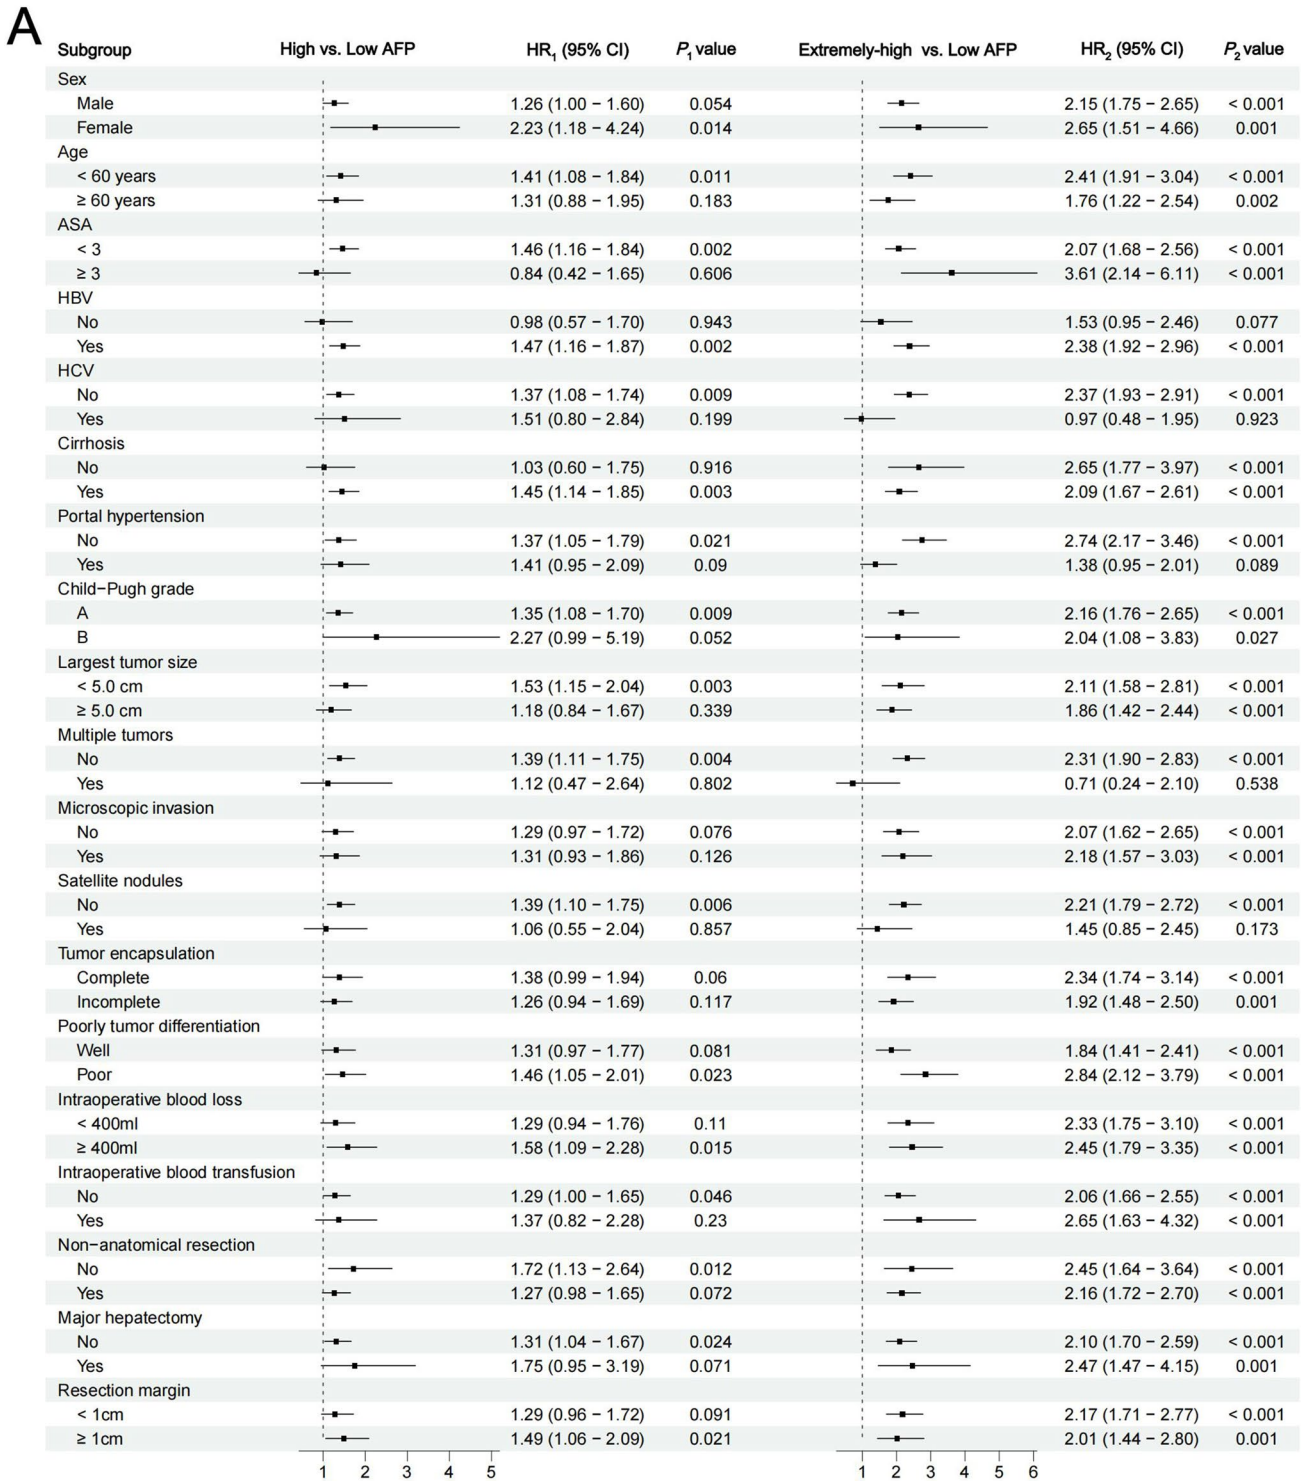 A
Subgroup High vs. Low AFP HR1 (95% CI) P1 value Extremely-high vs. Low AFP HR2 (95% CI) P2 value
Sex
Male 1.26 (1.00 − 1.60) 0.054 2.15 (1.75 − 2.65) < 0.001
Female 2.23 (1.18 − 4.24) 0.014 2.65 (1.51 − 4.66) 0.001
Age
< 60 years 1.41 (1.08 − 1.84) 0.011 2.41 (1.91 − 3.04) < 0.001
≥ 60 years 1.31 (0.88 − 1.95) 0.183 1.76 (1.22 − 2.54) 0.002
ASA
< 3 1.46 (1.16 − 1.84) 0.002 2.07 (1.68 − 2.56) < 0.001
≥ 3 0.84 (0.42 − 1.65) 0.606 3.61 (2.14 − 6.11) < 0.001
HBV
No 0.98 (0.57 − 1.70) 0.943 1.53 (0.95 − 2.46) 0.077
Yes 1.47 (1.16 − 1.87) 0.002 2.38 (1.92 − 2.96) < 0.001
HCV
No 1.37 (1.08 − 1.74) 0.009 2.37 (1.93 − 2.91) < 0.001
Yes 1.51 (0.80 − 2.84) 0.199 0.97 (0.48 − 1.95) 0.923
Cirrhosis
No 1.03 (0.60 − 1.75) 0.916 2.65 (1.77 − 3.97) < 0.001
Yes 1.45 (1.14 − 1.85) 0.003 2.09 (1.67 − 2.61) < 0.001
Portal hypertension
No 1.37 (1.05 − 1.79) 0.021 2.74 (2.17 − 3.46) < 0.001
Yes 1.41 (0.95 − 2.09) 0.09 1.38 (0.95 − 2.01) 0.089
Child−Pugh grade
A 1.35 (1.08 − 1.70) 0.009 2.16 (1.76 − 2.65) < 0.001
B 2.27 (0.99 − 5.19) 0.052 2.04 (1.08 − 3.83) 0.027
Largest tumor size
< 5.0 cm 1.53 (1.15 − 2.04) 0.003 2.11 (1.58 − 2.81) < 0.001
≥ 5.0 cm 1.18 (0.84 − 1.67) 0.339 1.86 (1.42 − 2.44) < 0.001
Multiple tumors
No 1.39 (1.11 − 1.75) 0.004 2.31 (1.90 − 2.83) < 0.001
Yes 1.12 (0.47 − 2.64) 0.802 0.71 (0.24 − 2.10) 0.538
Microscopic invasion
No 1.29 (0.97 − 1.72) 0.076 2.07 (1.62 − 2.65) < 0.001
Yes 1.31 (0.93 − 1.86) 0.126 2.18 (1.57 − 3.03) < 0.001
Satellite nodules
No 1.39 (1.10 − 1.75) 0.006 2.21 (1.79 − 2.72) < 0.001
Yes 1.06 (0.55 − 2.04) 0.857 1.45 (0.85 − 2.45) 0.173
Tumor encapsulation
Complete 1.38 (0.99 − 1.94) 0.06 2.34 (1.74 − 3.14) < 0.001
Incomplete 1.26 (0.94 − 1.69) 0.117 1.92 (1.48 − 2.50) 0.001
Poorly tumor differentiation
Well 1.31 (0.97 − 1.77) 0.081 1.84 (1.41 − 2.41) < 0.001
Poor 1.46 (1.05 − 2.01) 0.023 2.84 (2.12 − 3.79) < 0.001
Intraoperative blood loss
< 400ml 1.29 (0.94 − 1.76) 0.11 2.33 (1.75 − 3.10) < 0.001
≥ 400ml 1.58 (1.09 − 2.28) 0.015 2.45 (1.79 − 3.35) < 0.001
Intraoperative blood transfusion
No 1.29 (1.00 − 1.65) 0.046 2.06 (1.66 − 2.55) < 0.001
Yes 1.37 (0.82 − 2.28) 0.23 2.65 (1.63 − 4.32) < 0.001
Non−anatomical resection
No 1.72 (1.13 − 2.64) 0.012 2.45 (1.64 − 3.64) < 0.001
Yes 1.27 (0.98 − 1.65) 0.072 2.16 (1.72 − 2.70) < 0.001
Major hepatectomy
No 1.31 (1.04 − 1.67) 0.024 2.10 (1.70 − 2.59) < 0.001
Yes 1.75 (0.95 − 3.19) 0.071 2.47 (1.47 − 4.15) 0.001
Resection margin
< 1cm 1.29 (0.96 − 1.72) 0.091 2.17 (1.71 − 2.77) < 0.001
≥ 1cm 1.49 (1.06 − 2.09) 0.021 2.01 (1.44 − 2.80) 0.001
1 2 3 4 5 1 2 3 4 5 6